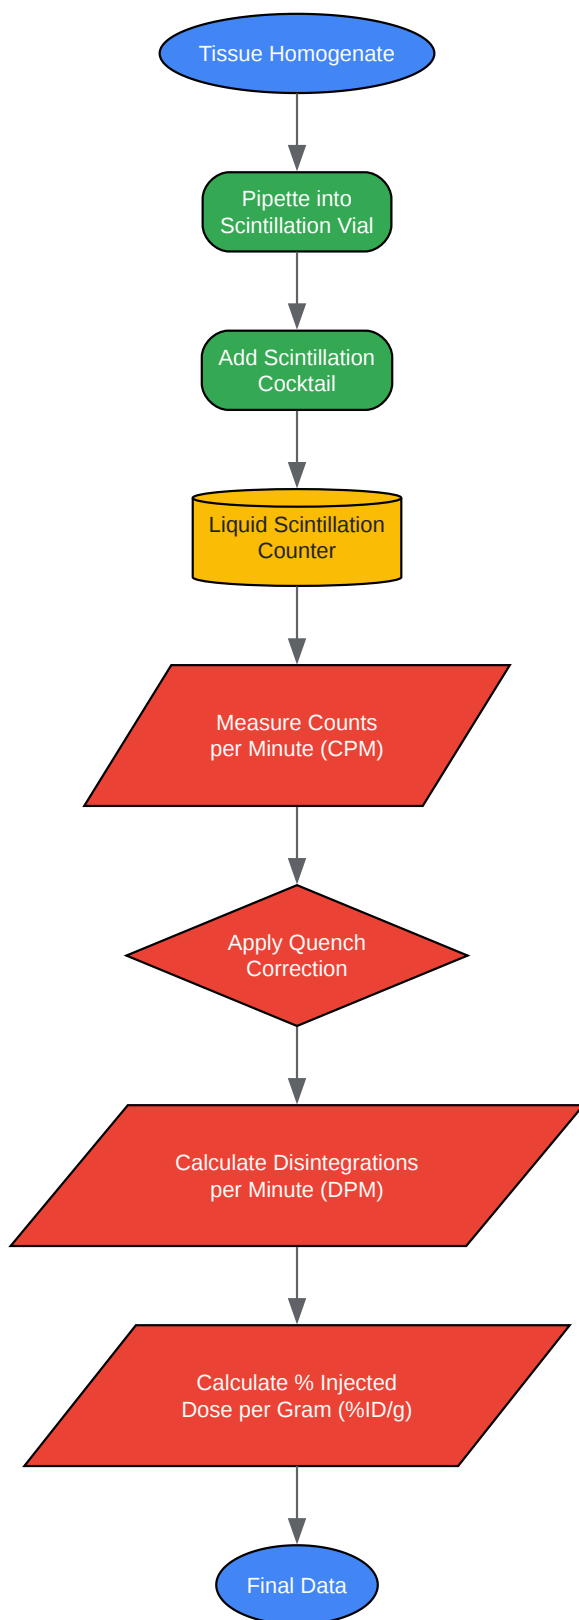 Tissue Homogenate
Pipette into
Scintillation Vial
Add Scintillation
Cocktail
Liquid Scintillation
Counter
Measure Counts
per Minute (CPM)
Apply Quench
Correction
Calculate Disintegrations
per Minute (DPM)
Calculate % Injected
Dose per Gram (%ID/g)
Final Data